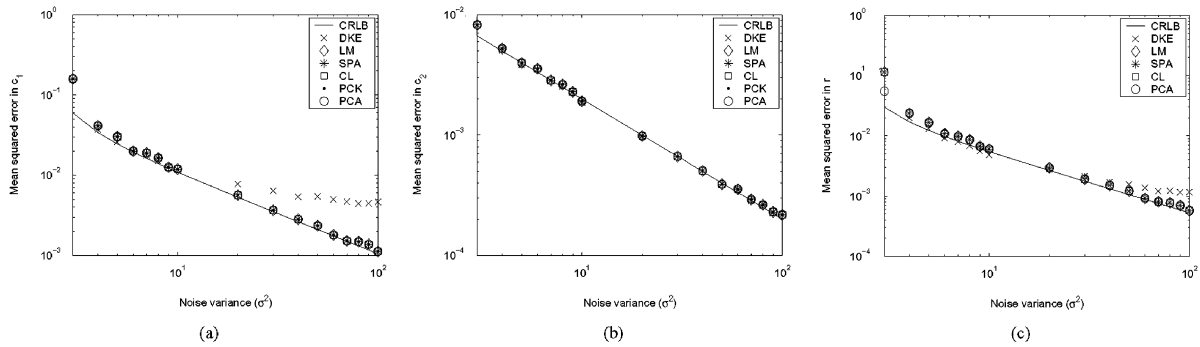 Mean squared error in c₁
10⁰
10⁻¹
10⁻²
10⁻³
10¹
10²
Noise variance (σ²)
CRLB
DKE
LM
SPA
CL
PCK
PCA
(a)
Mean squared error in c₂
10⁻²
10⁻³
10⁻⁴
10¹
10²
Noise variance (σ²)
CRLB
DKE
LM
SPA
CL
PCK
PCA
(b)
Mean squared error in r
10⁰
10⁻¹
10⁻²
10⁻³
10⁻⁴
10¹
10²
Noise variance (σ²)
CRLB
DKE
LM
SPA
CL
PCA
(c)